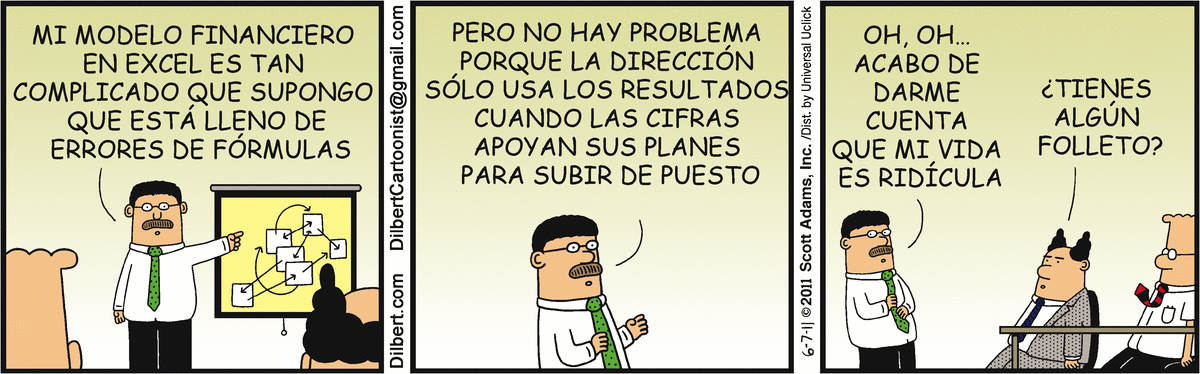 MI MODELO FINANCIERO
EN EXCEL ES TAN
COMPLICADO QUE SUPONGO
QUE ESTÁ LLENO DE
ERRORES DE FÓRMULAS
Dilbert.com DilbertCartoonist@gmail.com
PERO NO HAY PROBLEMA
PORQUE LA DIRECCIÓN
SÓLO USA LOS RESULTADOS
CUANDO LAS CIFRAS
APOYAN SUS PLANES
PARA SUBIR DE PUESTO
6-7-11 ©2011 Scott Adams, Inc. /Dist. by Universal Uclick
OH, OH...
ACABO DE
DARME
CUENTA
QUE MI VIDA
ES RIDÍCULA
¿TIENES
ALGÚN
FOLLETO?